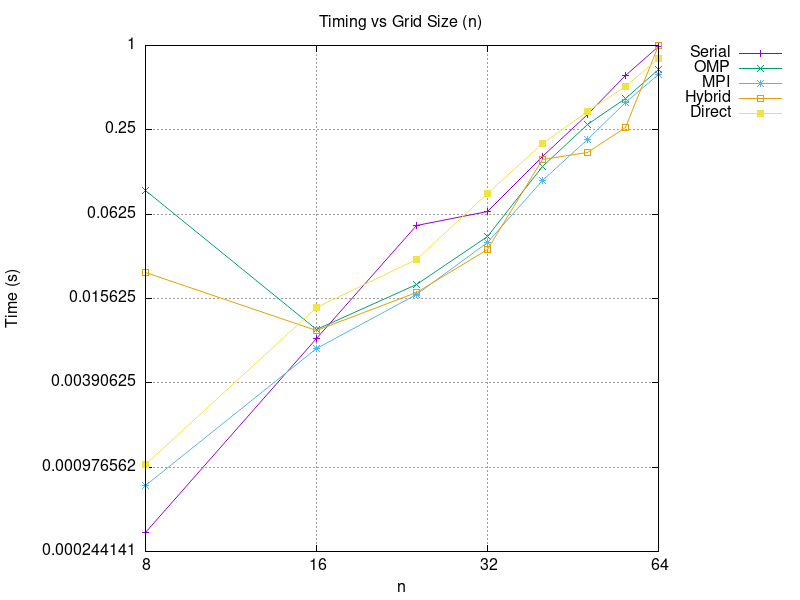 Timing vs Grid Size (n)
1
0.25
0.0625
0.015625
0.00390625
0.000976562
0.000244141
Time (s)
8 16 32 64
n
Serial
OMP
MPI
Hybrid
Direct